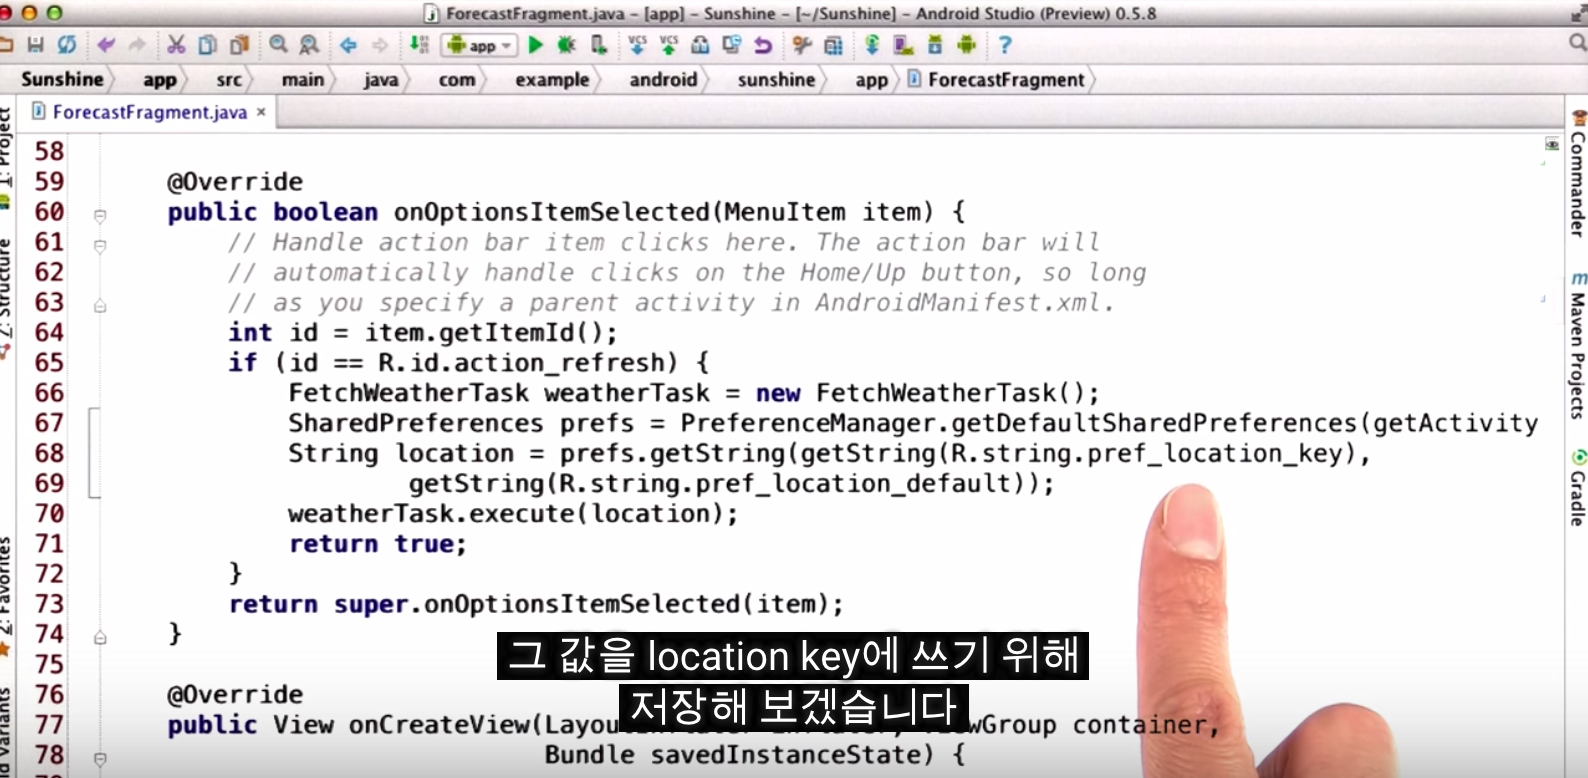 ForecastFragment.java - [app] - Sunshine - [~/Sunshine] - Android Studio (Preview) 0.5.8
app
VCS VCS
?
Sunshine app src main java com example android sunshine app ForecastFragment
ForecastFragment.java ×
1: Project
Z: Structure
2: Favorites
Commander
Maven Projects
Gradle
58
59 @Override
60 public boolean onOptionsItemSelected(MenuItem item) {
61 // Handle action bar item clicks here. The action bar will
62 // automatically handle clicks on the Home/Up button, so long
63 // as you specify a parent activity in AndroidManifest.xml.
64 int id = item.getItemId();
65 if (id == R.id.action_refresh) {
66 FetchWeatherTask weatherTask = new FetchWeatherTask();
67 SharedPreferences prefs = PreferenceManager.getDefaultSharedPreferences(getActivity
68 String location = prefs.getString(getString(R.string.pref_location_key),
69 getString(R.string.pref_location_default));
70 weatherTask.execute(location);
71 return true;
72 }
73 return super.onOptionsItemSelected(item);
74 }
75
76 @Override
77 public View onCreateView( container,
78 Bundle savedInstanceState) {
그 값을 location key에 쓰기 위해
저장해 보겠습니다